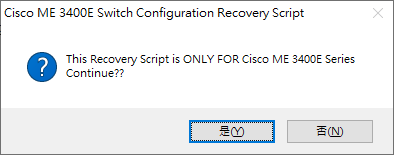 Cisco ME 3400E Switch Configuration Recovery Script
This Recovery Script is ONLY FOR Cisco ME 3400E Series
Continue??
是(Y)
否(N)